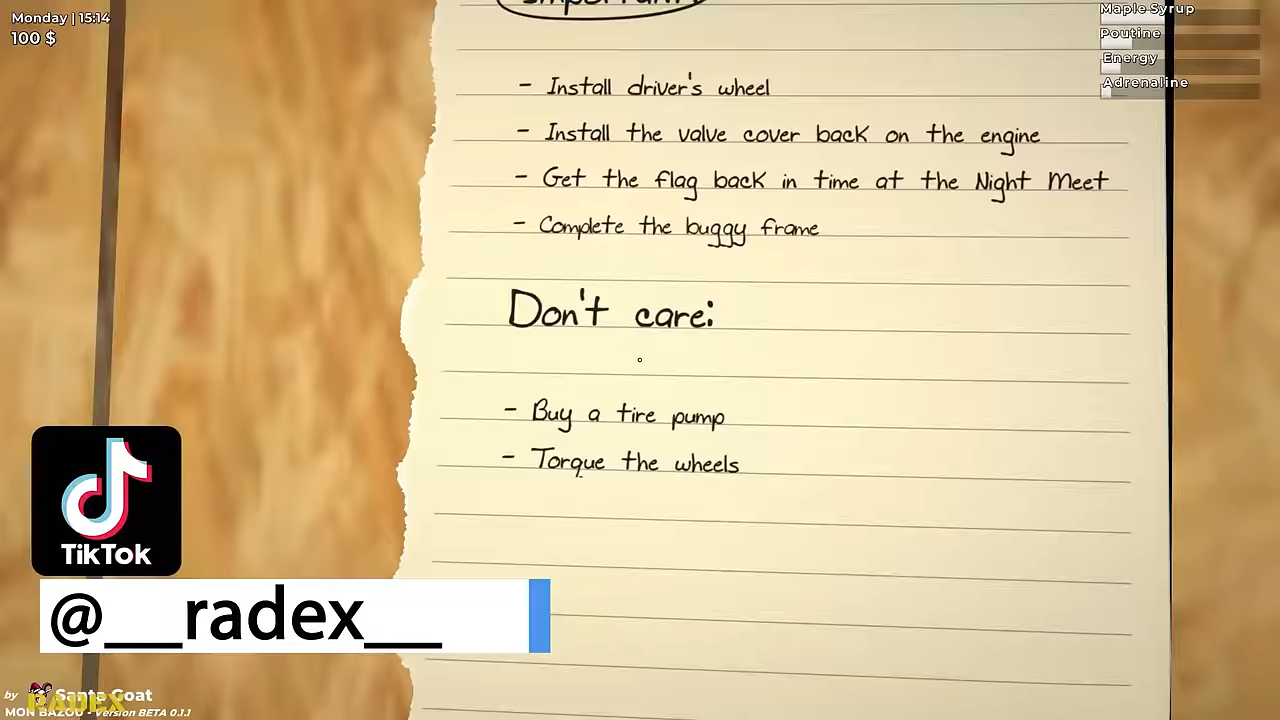 Monday | 15:14
100 $
Maple Syrup
Poutine
Energy
Adrenaline
Important
- Install driver's wheel
- Install the valve cover back on the engine
- Get the flag back in time at the Night Meet
- Complete the buggy frame
Don't care:
- Buy a tire pump
- Torque the wheels
TikTok
@__radex__
by Santa Goat
RADEX
MON BAZOU - Version BETA 0.1.1